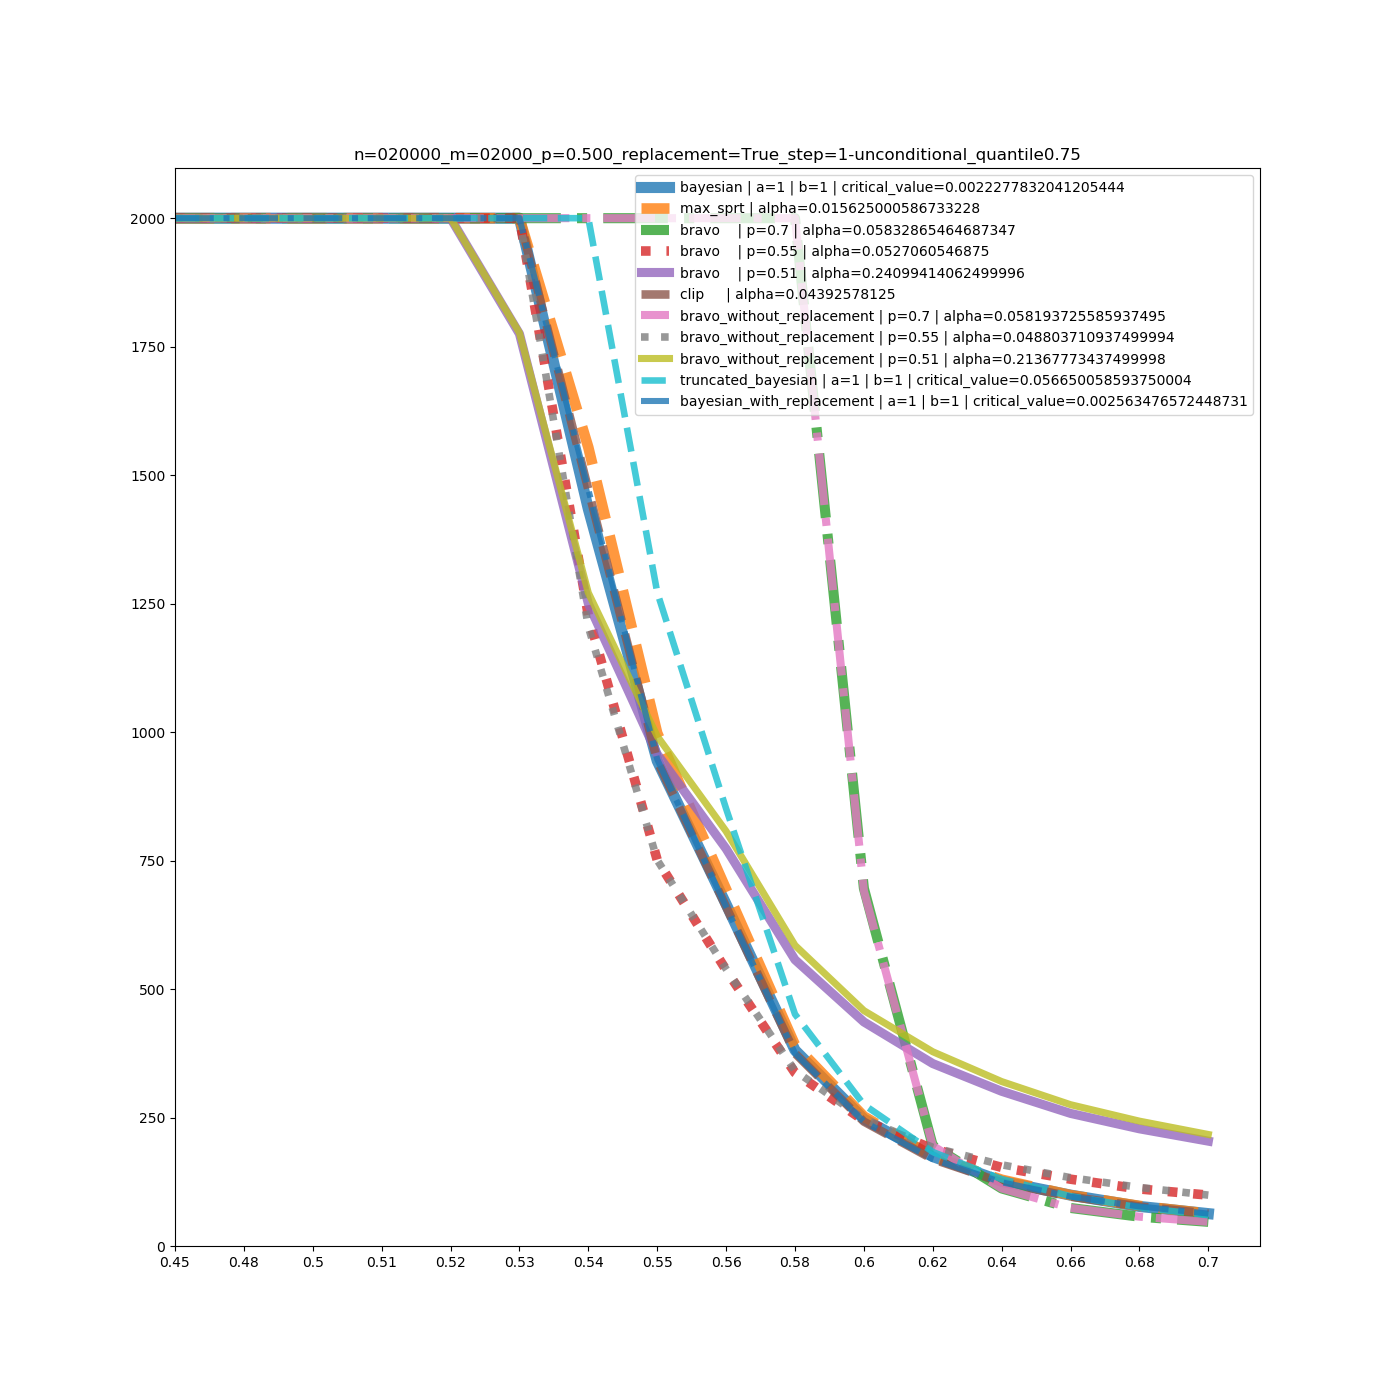 n=020000_m=02000_p=0.500_replacement=True_step=1-unconditional_quantile0.75
bayesian | a=1 | b=1 | critical_value=0.0022277832041205444
max_sprt | alpha=0.015625000586733228
bravo | p=0.7 | alpha=0.05832865464687347
bravo | p=0.55 | alpha=0.0527060546875
bravo | p=0.51 | alpha=0.24099414062499996
clip | alpha=0.04392578125
bravo_without_replacement | p=0.7 | alpha=0.058193725585937495
bravo_without_replacement | p=0.55 | alpha=0.048803710937499994
bravo_without_replacement | p=0.51 | alpha=0.21367773437499998
truncated_bayesian | a=1 | b=1 | critical_value=0.056650058593750004
bayesian_with_replacement | a=1 | b=1 | critical_value=0.002563476572448731
2000
1750
1500
1250
1000
750
500
250
0
0.45 0.48 0.5 0.51 0.52 0.53 0.54 0.55 0.56 0.58 0.6 0.62 0.64 0.66 0.68 0.7